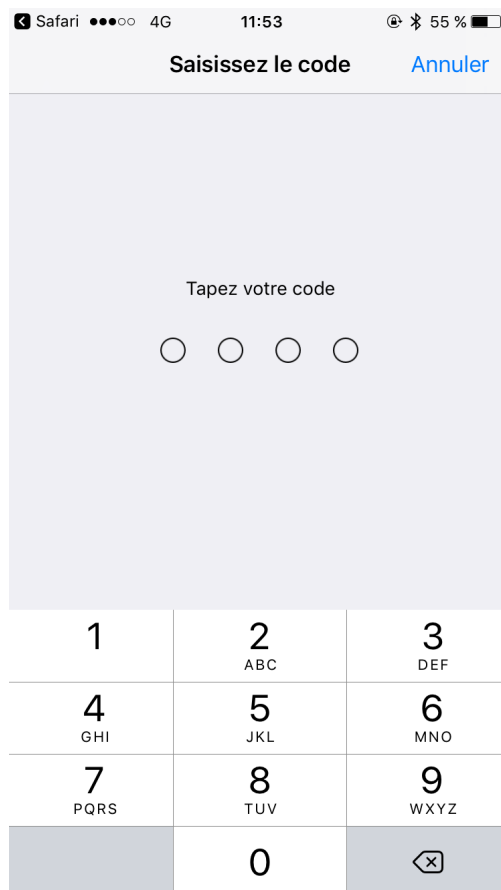 Safari 4G 11:53 55 %
Saisissez le code Annuler
Tapez votre code
1 2 3
ABC DEF
4 5 6
GHI JKL MNO
7 8 9
PQRS TUV WXYZ
0